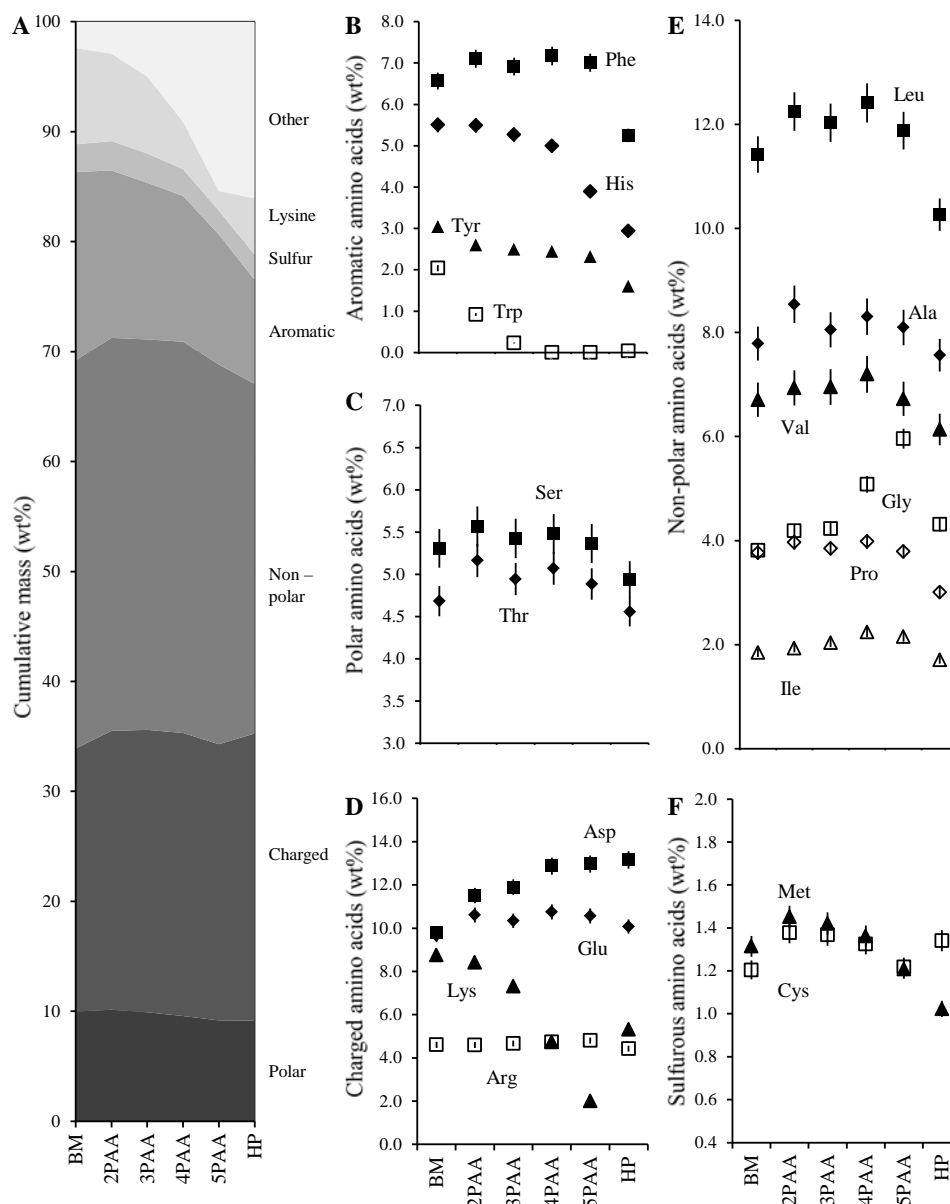 A
Cumulative mass (wt%)
100
90
80
70
60
50
40
30
20
10
0
BM
2PAA
3PAA
4PAA
5PAA
HP
Other
Lysine
Sulfur
Aromatic
Non –
polar
Charged
Polar
B
Aromatic amino acids (wt%)
8.0
7.0
6.0
5.0
4.0
3.0
2.0
1.0
0.0
Phe
His
Tyr
Trp
C
Polar amino acids (wt%)
7.0
6.0
5.5
5.0
4.5
4.0
3.5
3.0
Ser
Thr
D
Charged amino acids (wt%)
16.0
14.0
12.0
10.0
8.0
6.0
4.0
2.0
0.0
Asp
Glu
Lys
Arg
BM
2PAA
3PAA
4PAA
5PAA
HP
E
Non-polar amino acids (wt%)
14.0
12.0
10.0
8.0
6.0
4.0
2.0
0.0
Leu
Ala
Val
Gly
Pro
Ile
F
Sulfurous amino acids (wt%)
2.0
1.8
1.6
1.4
1.2
1.0
0.8
0.6
0.4
Met
Cys
BM
2PAA
3PAA
4PAA
5PAA
HP